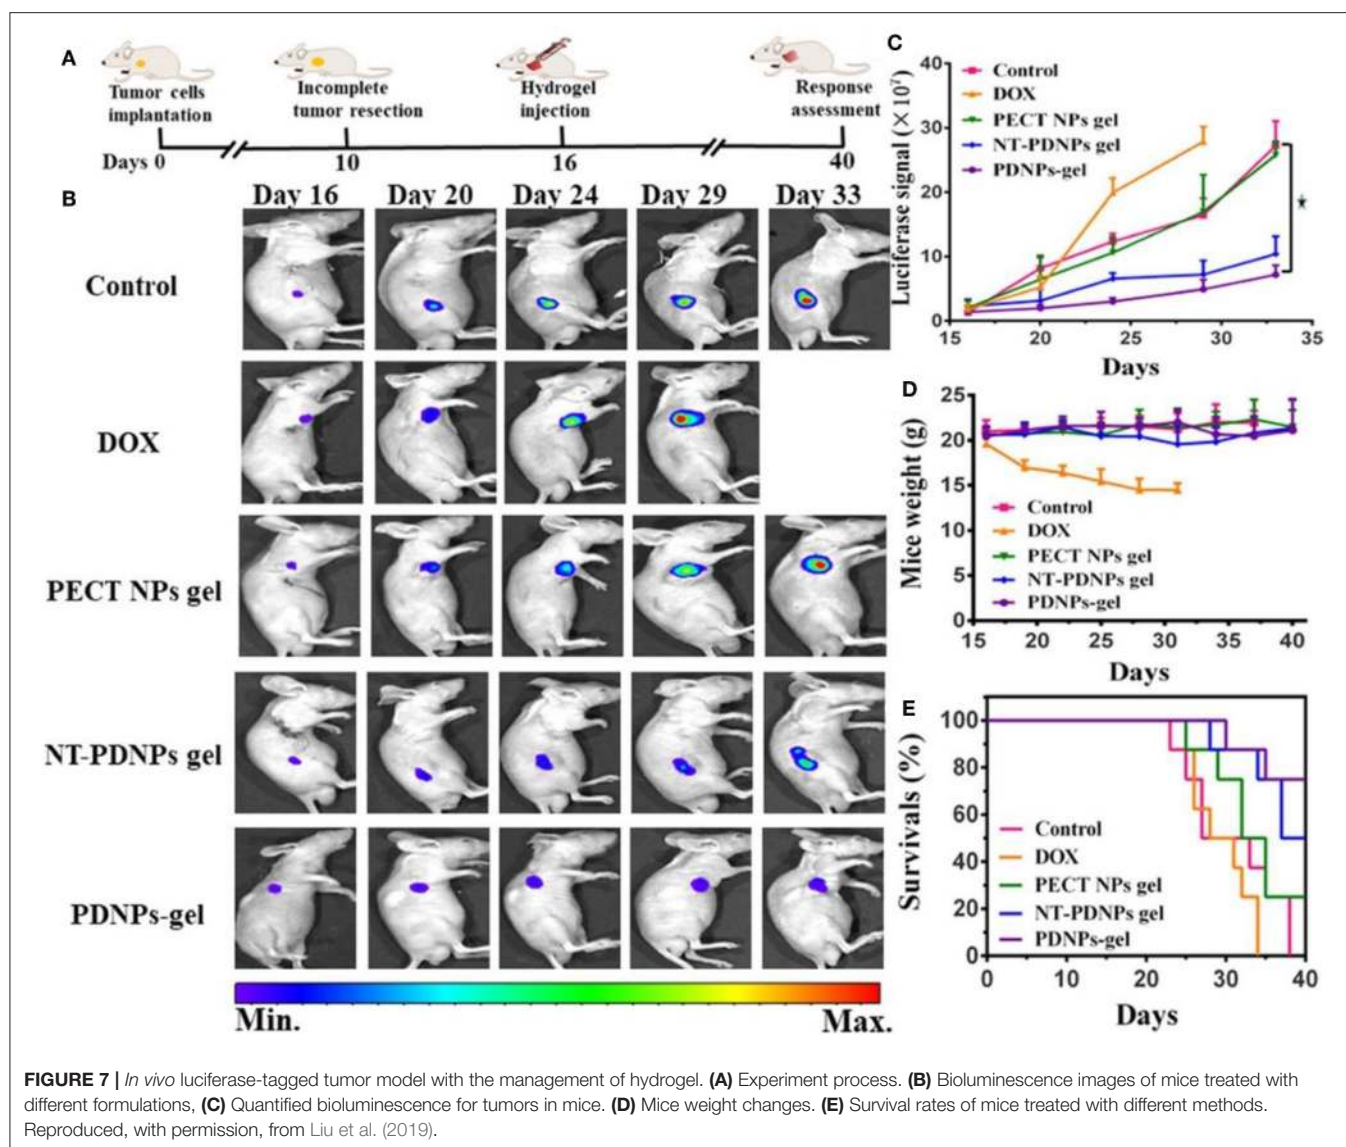 A
Tumor cells
implantation
Incomplete
tumor resection
Hydrogel
injection
Response
assessment
Days 0
10
16
40
B
Day 16
Day 20
Day 24
Day 29
Day 33
Control
DOX
PECT NPs gel
NT-PDNPs gel
PDNPs-gel
Min.
Max.
C
Luciferase signal (×10⁷)
40
30
20
10
0
Control
DOX
PECT NPs gel
NT-PDNPs gel
PDNPs-gel
*
15
20
25
30
35
Days
D
Mice weight (g)
25
20
15
10
5
0
Control
DOX
PECT NPs gel
NT-PDNPs gel
PDNPs-gel
15
20
25
30
35
40
Days
E
Survivals (%)
100
80
60
40
20
0
Control
DOX
PECT NPs gel
NT-PDNPs gel
PDNPs-gel
0
10
20
30
40
Days
FIGURE 7 | In vivo luciferase-tagged tumor model with the management of hydrogel. (A) Experiment process. (B) Bioluminescence images of mice treated with
different formulations, (C) Quantified bioluminescence for tumors in mice. (D) Mice weight changes. (E) Survival rates of mice treated with different methods.
Reproduced, with permission, from Liu et al. (2019).